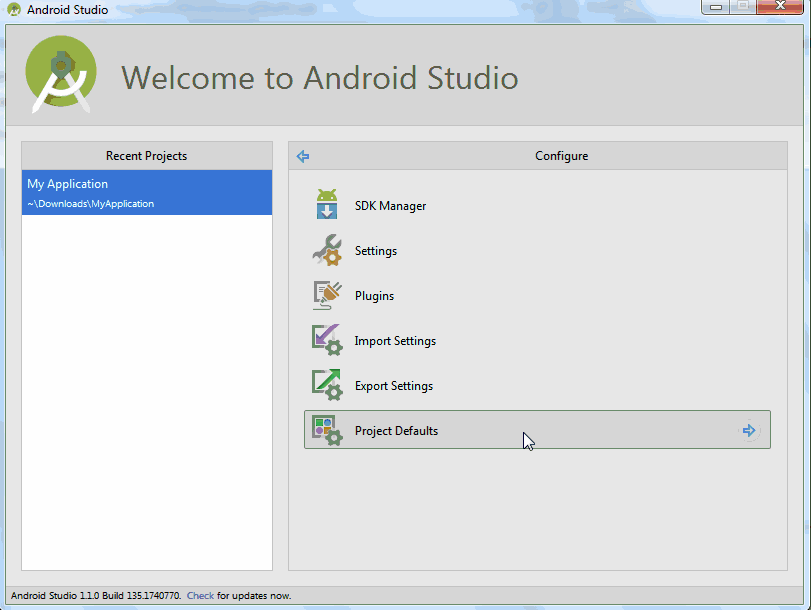 Android Studio
Welcome to Android Studio
Recent Projects
My Application
~\Downloads\MyApplication
Configure
SDK Manager
Settings
Plugins
Import Settings
Export Settings
Project Defaults
Android Studio 1.1.0 Build 135.1740770. Check for updates now.